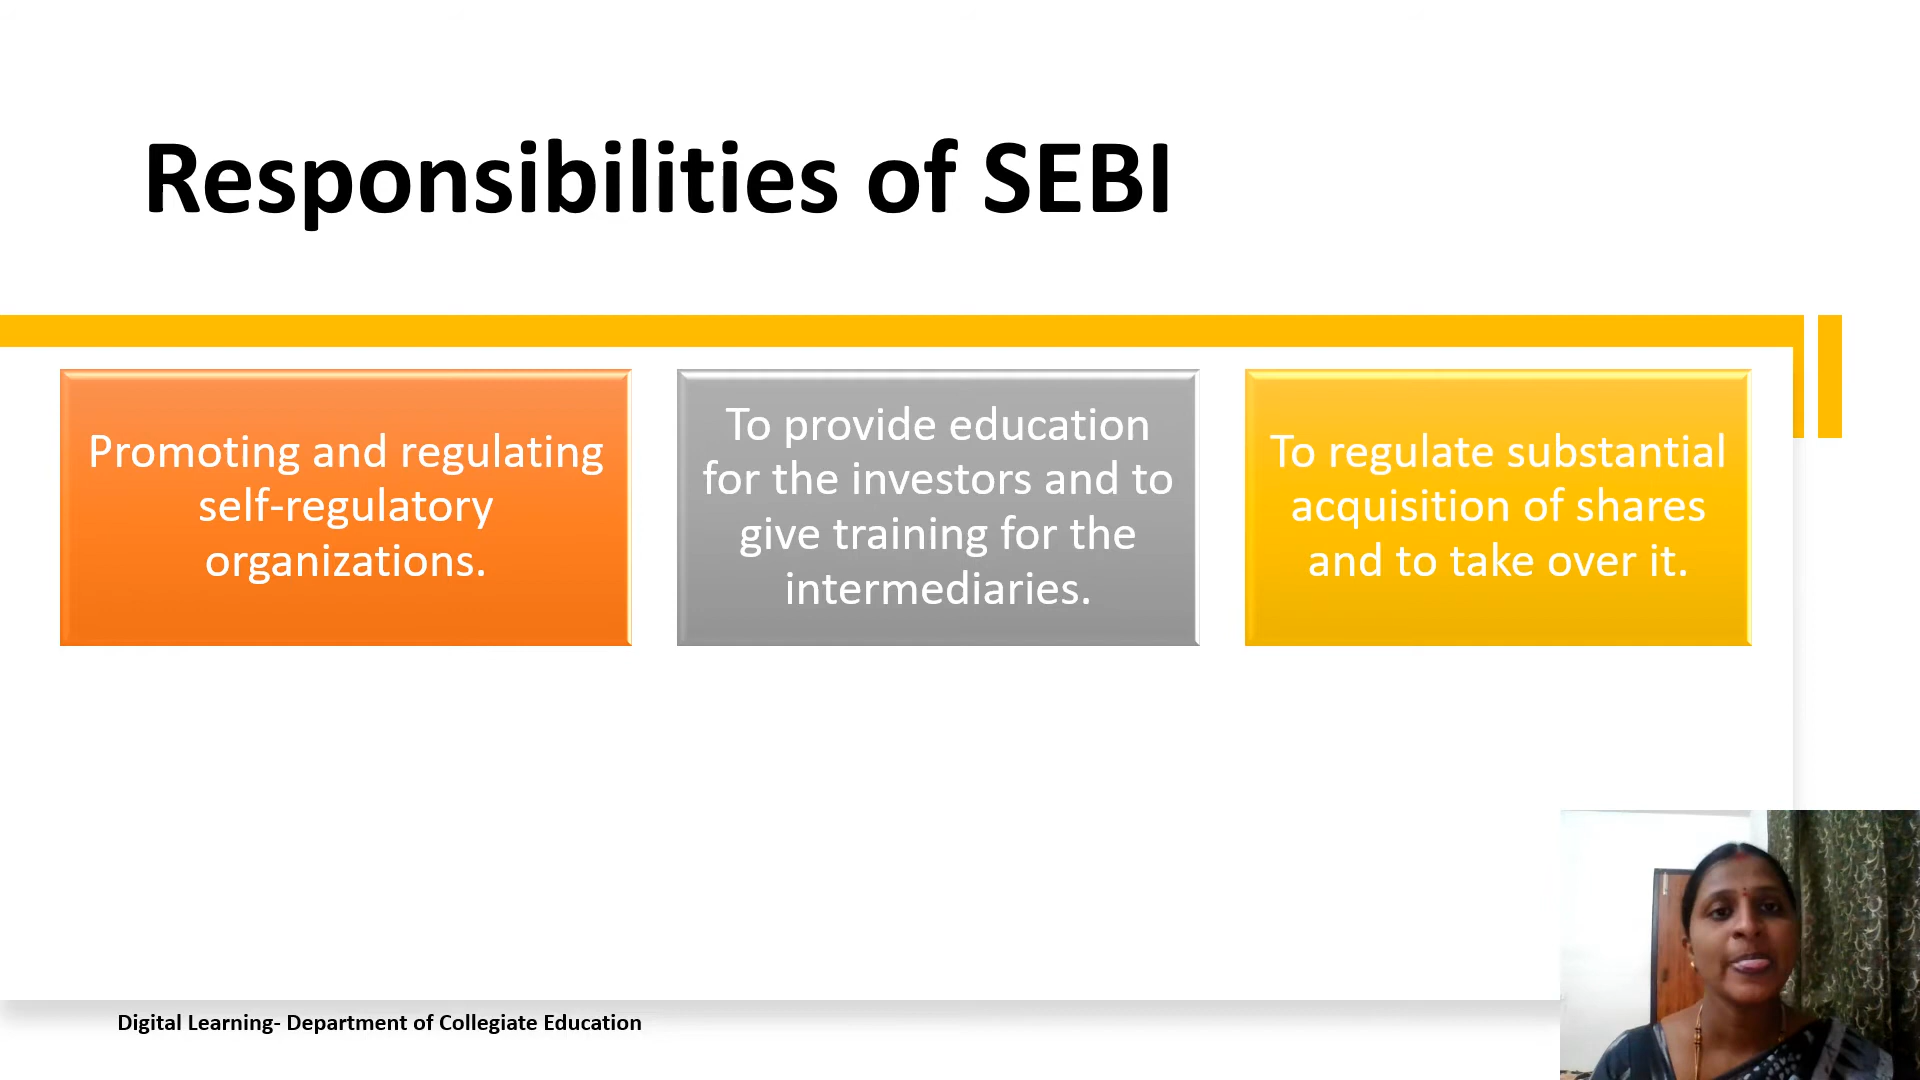 Responsibilities of SEBI
Promoting and regulating
self-regulatory
organizations.
To provide education
for the investors and to
give training for the
intermediaries.
To regulate substantial
acquisition of shares
and to take over it.
Digital Learning- Department of Collegiate Education